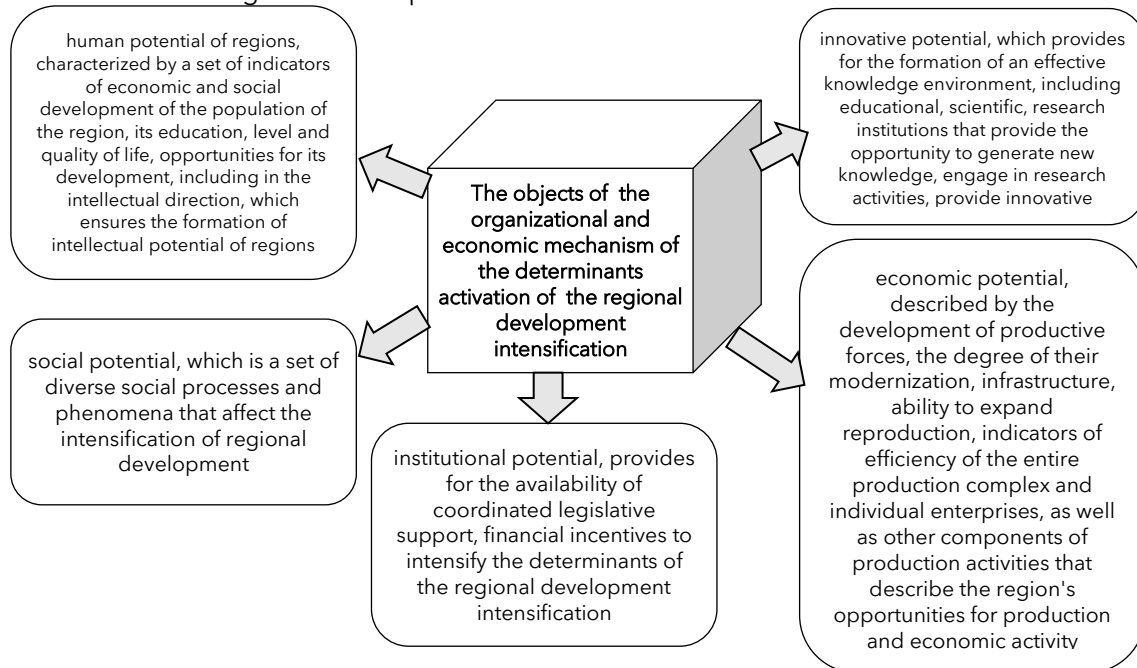 human potential of regions,
characterized by a set of indicators
of economic and social
development of the population of
the region, its education, level and
quality of life, opportunities for its
development, including in the
intellectual direction, which
ensures the formation of
intellectual potential of regions
innovative potential, which provides
for the formation of an effective
knowledge environment, including
educational, scientific, research
institutions that provide the
opportunity to generate new
knowledge, engage in research
activities, provide innovative
The objects of the
organizational and
economic mechanism of
the determinants
activation of the regional
development
intensification
social potential, which is a set of
diverse social processes and
phenomena that affect the
intensification of regional
development
institutional potential, provides
for the availability of
coordinated legislative
support, financial incentives to
intensify the determinants of
the regional development
intensification
economic potential,
described by the
development of productive
forces, the degree of their
modernization, infrastructure,
ability to expand
reproduction, indicators of
efficiency of the entire
production complex and
individual enterprises, as well
as other components of
production activities that
describe the region's
opportunities for production
and economic activity